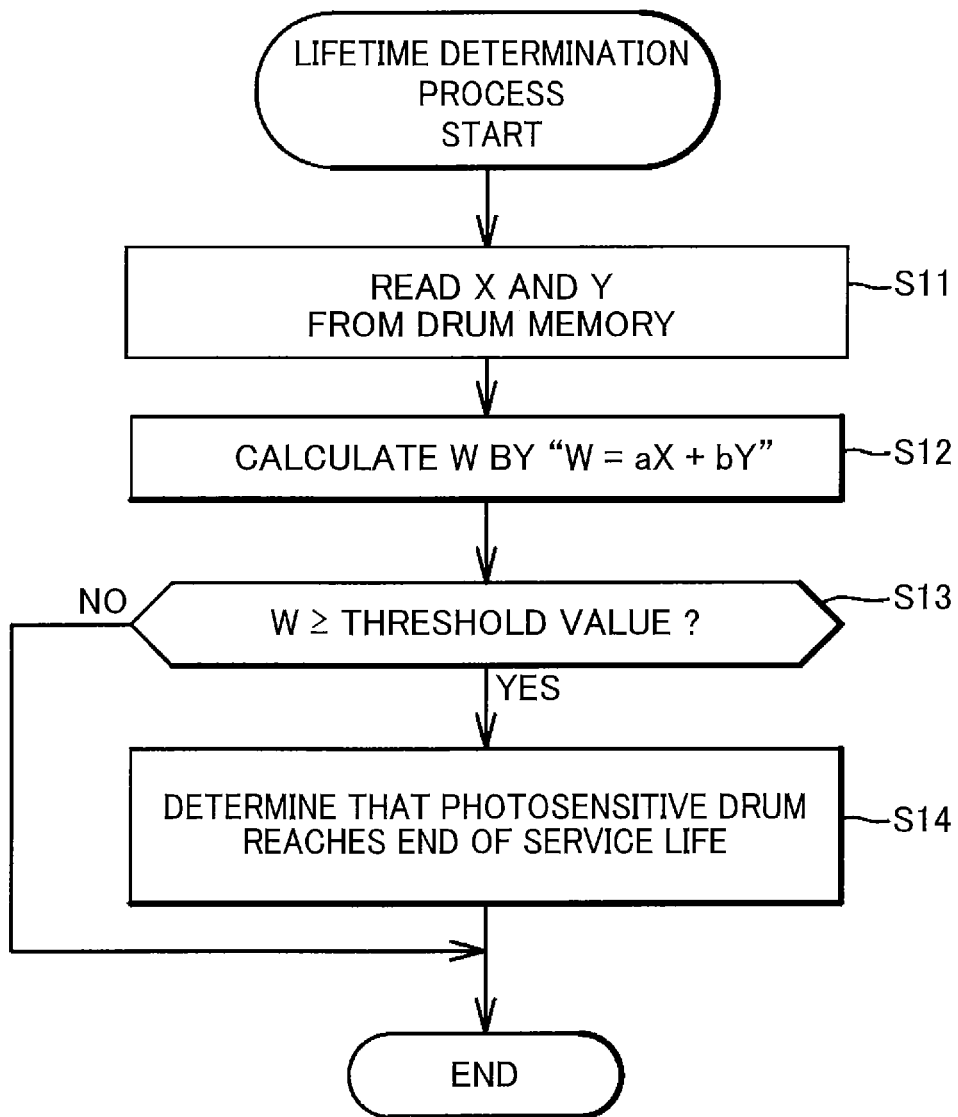 LIFETIME DETERMINATION
PROCESS
START
READ X AND Y
FROM DRUM MEMORY
S11
CALCULATE W BY “W = aX + bY”
S12
NO
W ≥ THRESHOLD VALUE ?
S13
YES
DETERMINE THAT PHOTOSENSITIVE DRUM
REACHES END OF SERVICE LIFE
S14
END